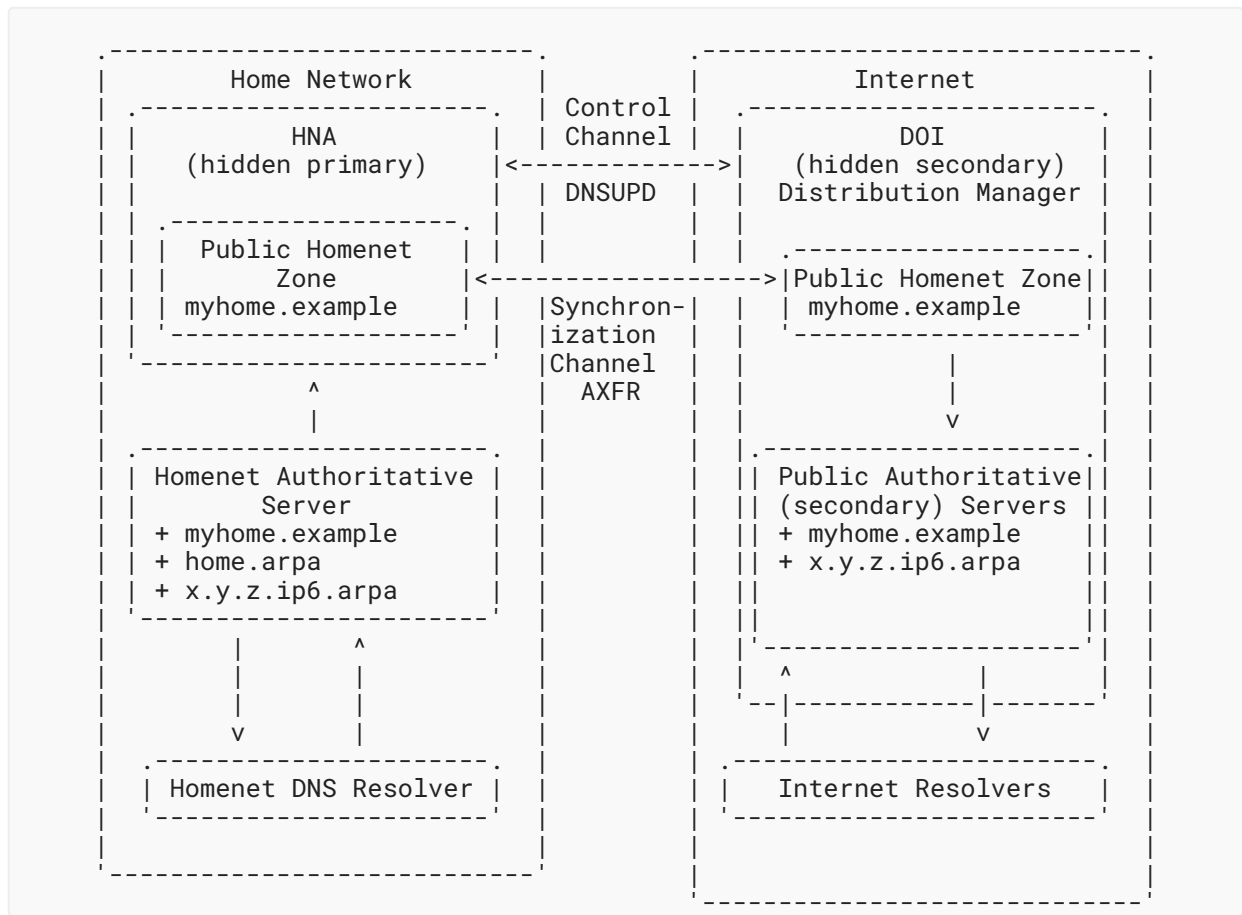 Home Network
Internet
Control
Channel
HNA
(hidden primary)
DOI
(hidden secondary)
Distribution Manager
DNSUPD
Public Homenet
Zone
myhome.example
Public Homenet Zone
myhome.example
Synchron-
ization
Channel
AXFR
Homenet Authoritative
Server
+ myhome.example
+ home.arpa
+ x.y.z.ip6.arpa
Public Authoritative
(secondary) Servers
+ myhome.example
+ x.y.z.ip6.arpa
Homenet DNS Resolver
Internet Resolvers